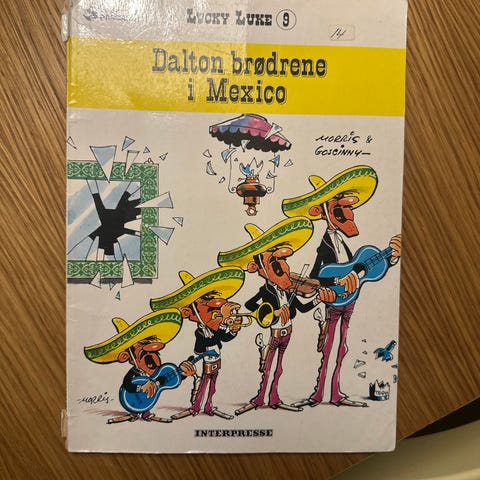 LUCKY LUKE 9
14
Dalton brødrene
i Mexico
MORRIS &
GOSCINNY
-MORRIS-
INTERPRESSE